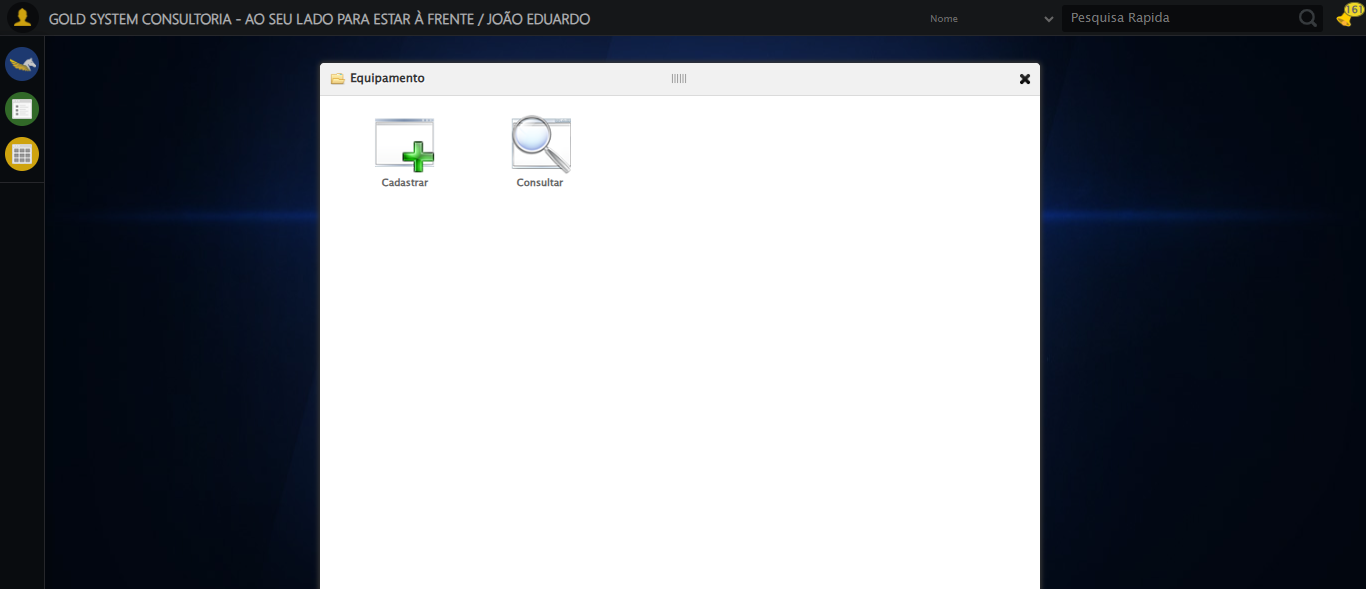 GOLD SYSTEM CONSULTORIA - AO SEU LADO PARA ESTAR À FRENTE / JOÃO EDUARDO
Nome
Pesquisa Rapida
161
Equipamento
Cadastrar
Consultar